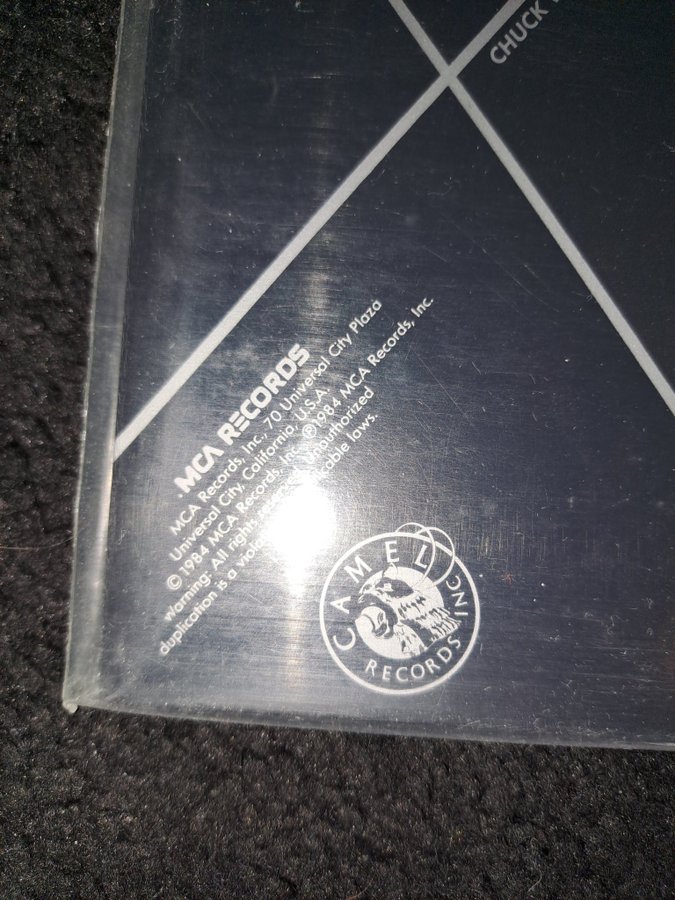 CHUCK
MCA RECORDS
MCA Records, Inc., 70 Universal City Plaza
Universal City, California, U.S.A.
©1984 MCA Records, Inc. ℗1984 MCA Records, Inc.
Warning: All rights reserved. Unauthorized
duplication is a laws.
CAMEL
RECORDS INC